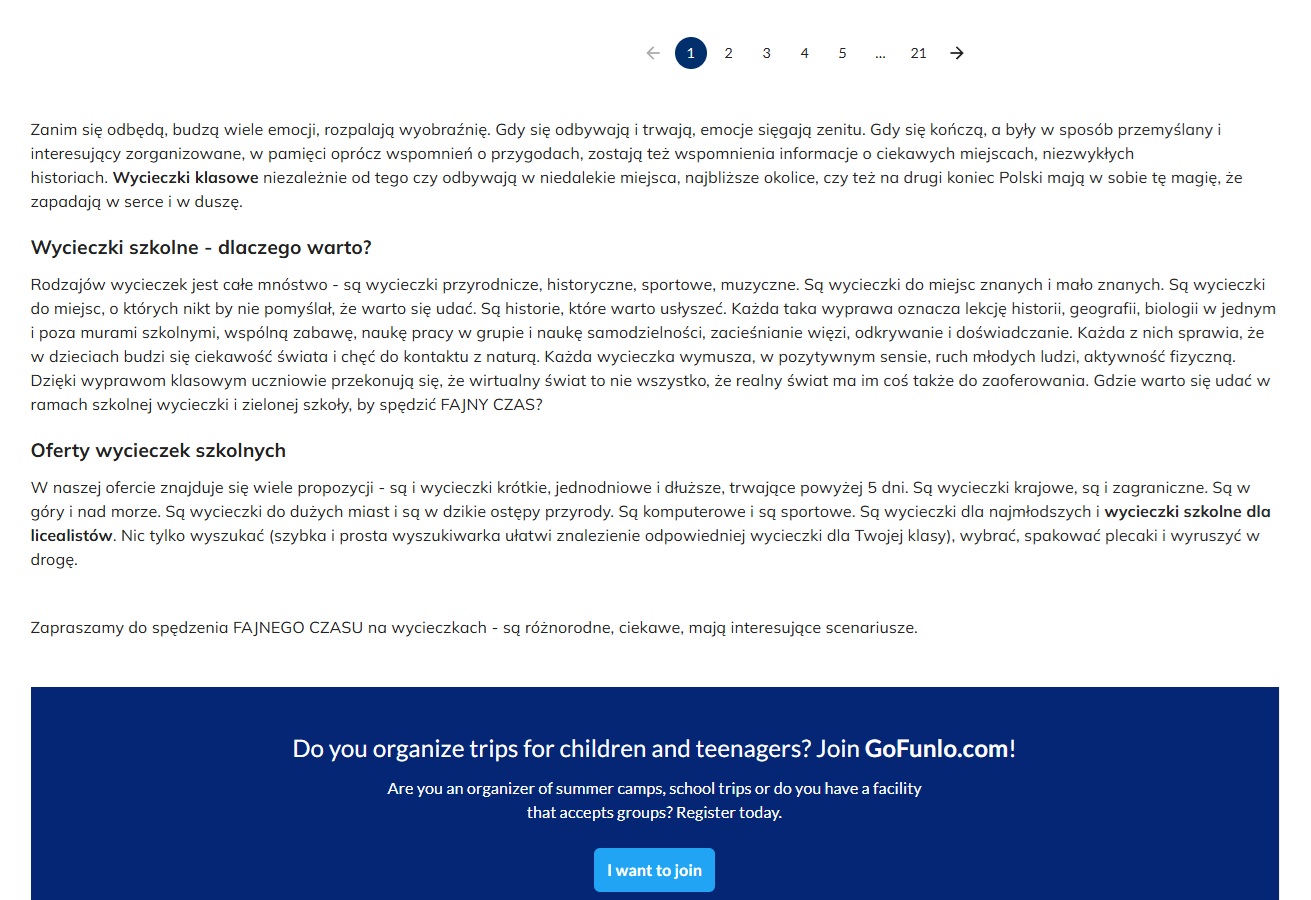 ← 1 2 3 4 5 ... 21 →
Zanim się odbędą, budzą wiele emocji, rozpalają wyobraźnię. Gdy się odbywają i trwają, emocje sięgają zenitu. Gdy się kończą, a były w sposób przemyślany i
interesujący zorganizowane, w pamięci oprócz wspomnień o przygodach, zostają też wspomnienia informacje o ciekawych miejscach, niezwykłych
historiach. Wycieczki klasowe niezależnie od tego czy odbywają w niedalekie miejsca, najbliższe okolice, czy też na drugi koniec Polski mają w sobie tę magię, że
zapadają w serce i w duszę.
Wycieczki szkolne - dlaczego warto?
Rodzajów wycieczek jest całe mnóstwo - są wycieczki przyrodnicze, historyczne, sportowe, muzyczne. Są wycieczki do miejsc znanych i mało znanych. Są wycieczki
do miejsc, o których nikt by nie pomyślał, że warto się udać. Są historie, które warto usłyszeć. Każda taka wyprawa oznacza lekcję historii, geografii, biologii w jednym
i poza murami szkolnymi, wspólną zabawę, naukę pracy w grupie i naukę samodzielności, zacieśnianie więzi, odkrywanie i doświadczanie. Każda z nich sprawia, że
w dzieciach budzi się ciekawość świata i chęć do kontaktu z naturą. Każda wycieczka wymusza, w pozytywnym sensie, ruch młodych ludzi, aktywność fizyczną.
Dzięki wyprawom klasowym uczniowie przekonują się, że wirtualny świat to nie wszystko, że realny świat ma im coś także do zaoferowania. Gdzie warto się udać w
ramach szkolnej wycieczki i zielonej szkoły, by spędzić FAJNY CZAS?
Oferty wycieczek szkolnych
W naszej ofercie znajduje się wiele propozycji - są i wycieczki krótkie, jednodniowe i dłuższe, trwające powyżej 5 dni. Są wycieczki krajowe, są i zagraniczne. Są w
góry i nad morze. Są wycieczki do dużych miast i są w dzikie ostępy przyrody. Są komputerowe i są sportowe. Są wycieczki dla najmłodszych i wycieczki szkolne dla
licealistów. Nic tylko wyszukać (szybka i prosta wyszukiwarka ułatwi znalezienie odpowiedniej wycieczki dla Twojej klasy), wybrać, spakować plecaki i wyruszyć w
drogę.
Zapraszamy do spędzenia FAJNEGO CZASU na wycieczkach - są różnorodne, ciekawe, mają interesujące scenariusze.
Do you organize trips for children and teenagers? Join GoFunlo.com!
Are you an organizer of summer camps, school trips or do you have a facility
that accepts groups? Register today.
I want to join